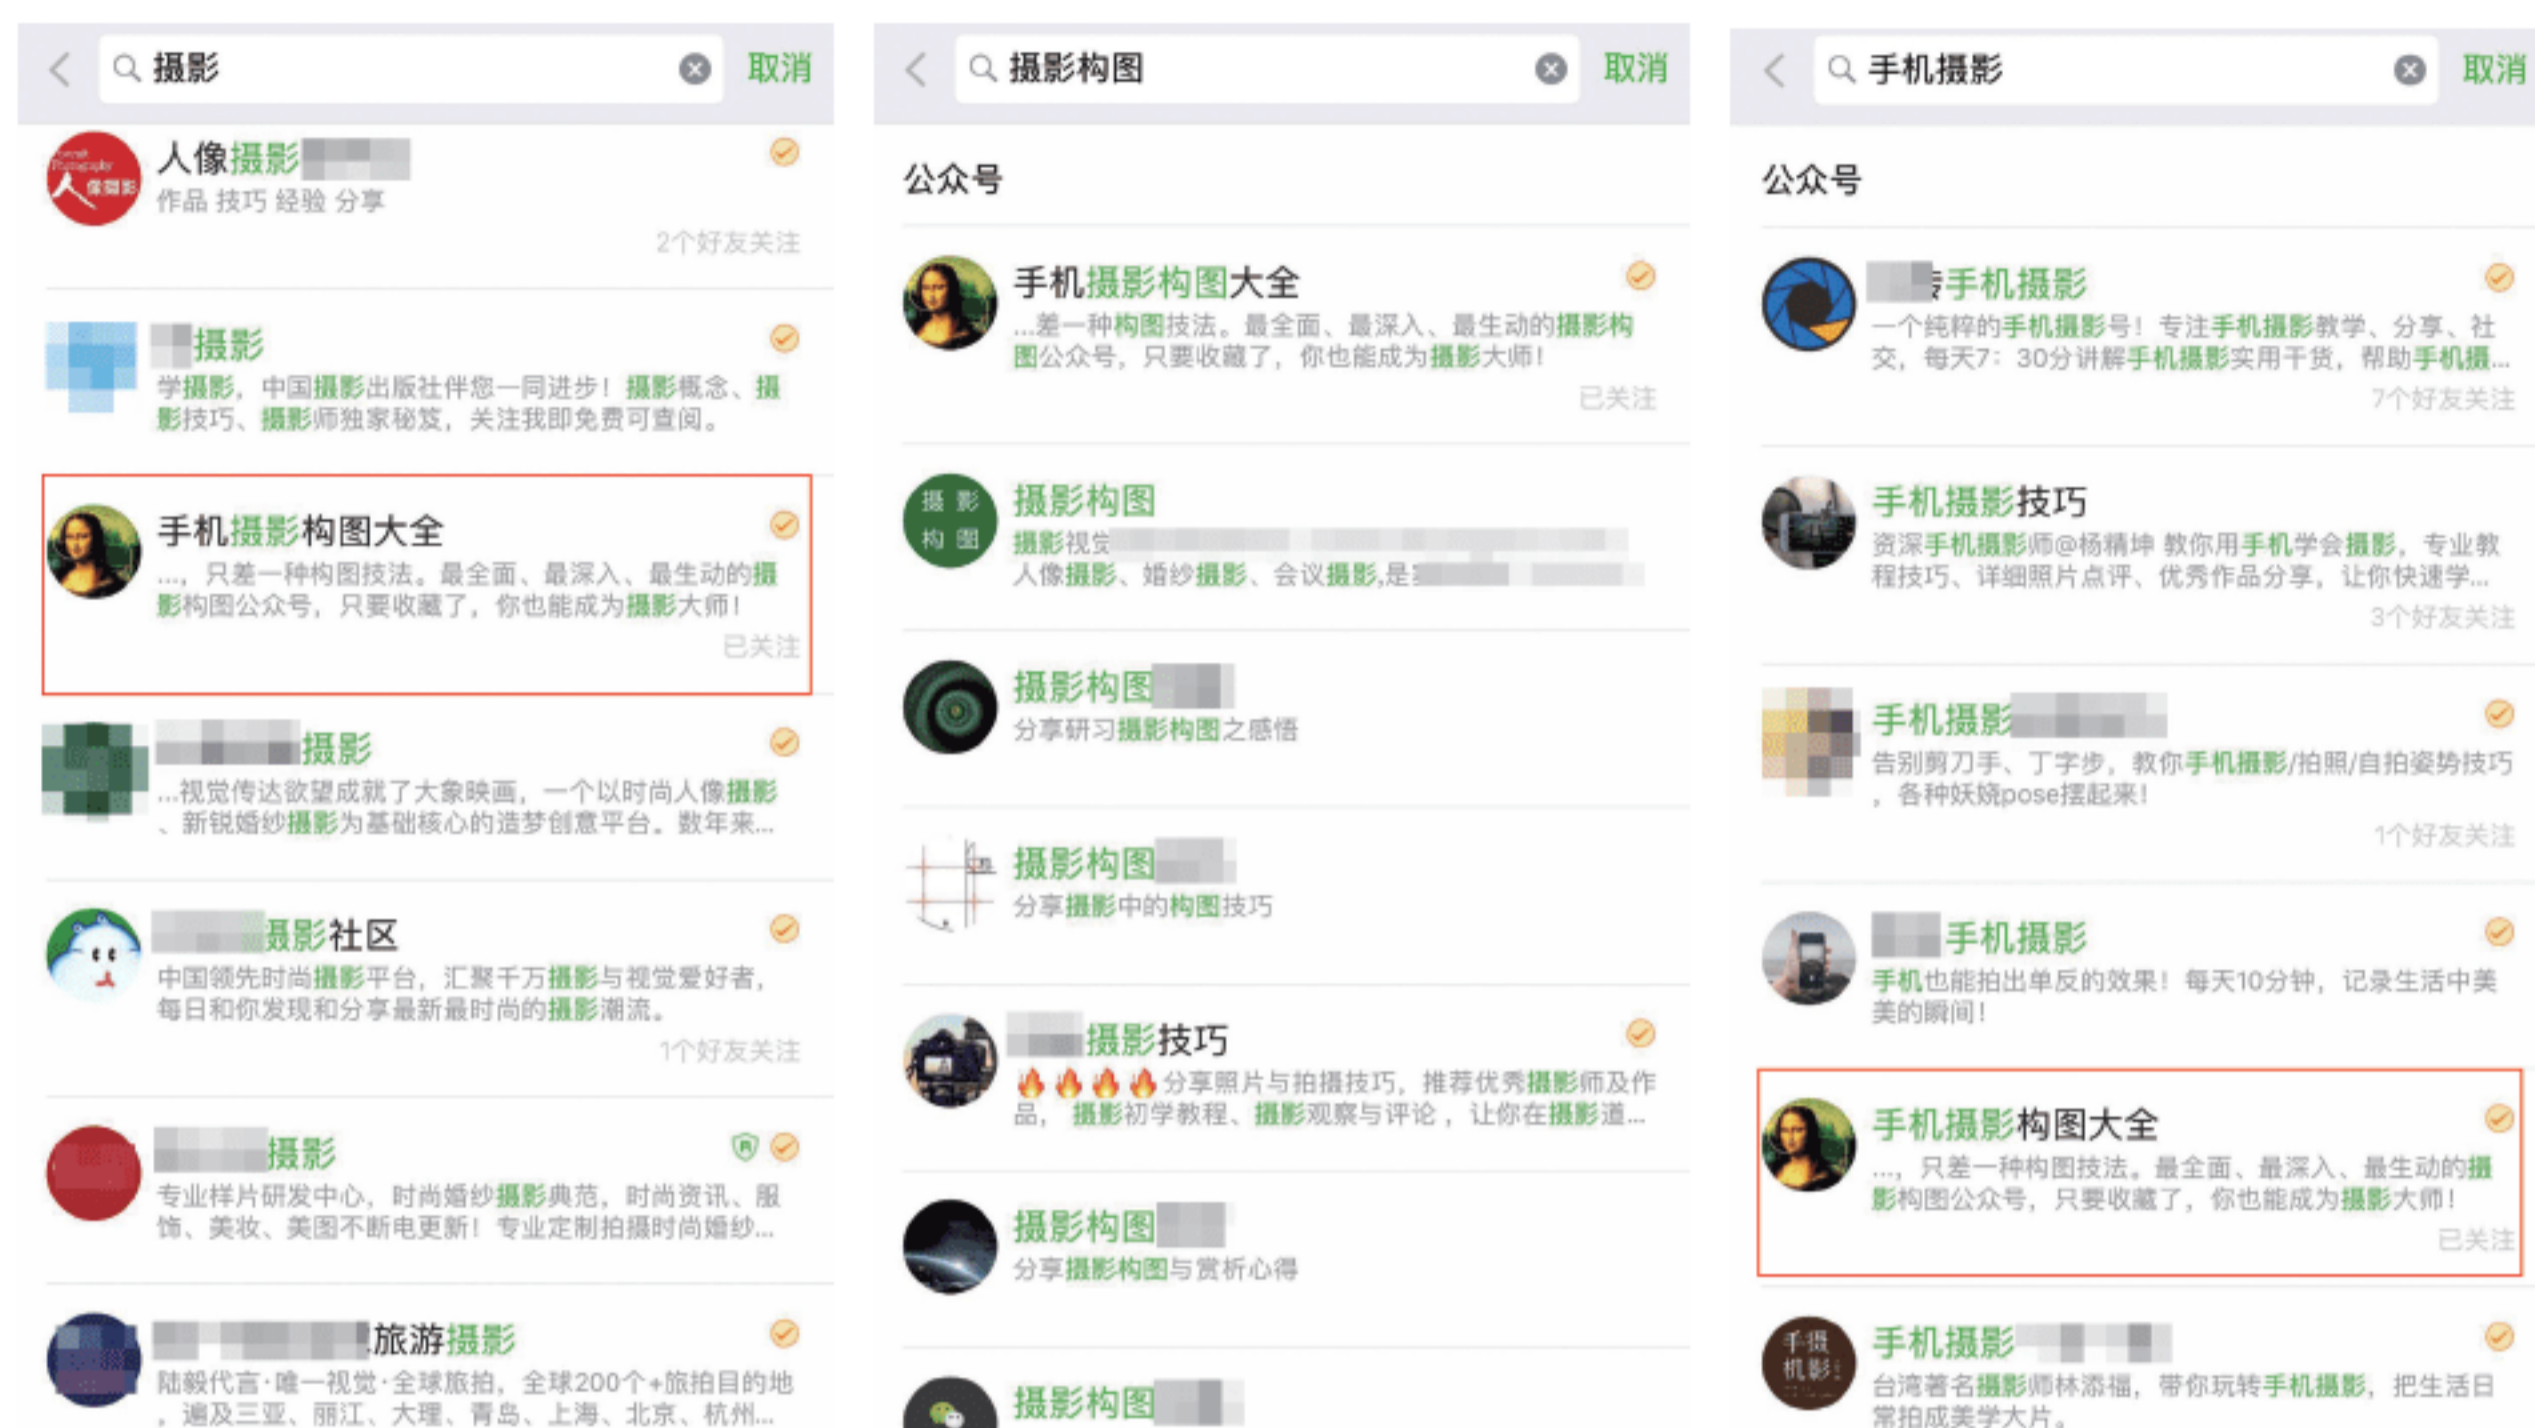 摄影
取消
人像摄影
作品 技巧 经验 分享
2个好友关注
摄影
学摄影，中国摄影出版社伴您一同进步！摄影概念、摄
影技巧、摄影师独家秘笈，关注我即免费可查阅。
手机摄影构图大全
...，只差一种构图技法。最全面、最深入、最生动的摄
影构图公众号，只要收藏了，你也能成为摄影大师！
已关注
摄影
...视觉传达欲望成就了大象映画，一个以时尚人像摄影
、新锐婚纱摄影为基础核心的造梦创意平台。数年来...
摄影社区
中国领先时尚摄影平台，汇聚千万摄影与视觉爱好者，
每日和你发现和分享最新最时尚的摄影潮流。
1个好友关注
摄影
专业样片研发中心，时尚婚纱摄影典范，时尚资讯、服
饰、美妆、美图不断电更新！专业定制拍摄时尚婚纱...
旅游摄影
陆毅代言·唯一视觉·全球旅拍，全球200个+旅拍目的地
，遍及三亚、丽江、大理、青岛、上海、北京、杭州...
摄影构图
取消
公众号
手机摄影构图大全
...差一种构图技法。最全面、最深入、最生动的摄影构
图公众号，只要收藏了，你也能成为摄影大师！
已关注
摄影
构图
摄影构图
摄影视觉
人像摄影、婚纱摄影、会议摄影,是
摄影构图
分享研习摄影构图之感悟
摄影构图
分享摄影中的构图技巧
摄影技巧
🔥🔥🔥🔥分享照片与拍摄技巧，推荐优秀摄影师及作
品， 摄影初学教程、摄影观察与评论 ，让你在摄影道...
摄影构图
分享摄影构图与赏析心得
摄影构图
手机摄影
取消
公众号
手机摄影
一个纯粹的手机摄影号！专注手机摄影教学、分享、社
交，每天7：30分讲解手机摄影实用干货，帮助手机摄...
7个好友关注
手机摄影技巧
资深手机摄影师@杨精坤 教你用手机学会摄影，专业教
程技巧、详细照片点评、优秀作品分享，让你快速学...
3个好友关注
手机摄影
告别剪刀手、丁字步，教你手机摄影/拍照/自拍姿势技巧
，各种妖娆pose摆起来！
1个好友关注
手机摄影
手机也能拍出单反的效果！每天10分钟，记录生活中美
美的瞬间！
手机摄影构图大全
...，只差一种构图技法。最全面、最深入、最生动的摄
影构图公众号，只要收藏了，你也能成为摄影大师！
已关注
手摄
机影
手机摄影
台湾著名摄影师林添福，带你玩转手机摄影，把生活日
常拍成美学大片。